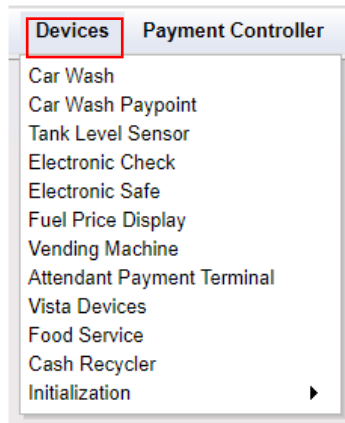 Devices Payment Controller
Car Wash
Car Wash Paypoint
Tank Level Sensor
Electronic Check
Electronic Safe
Fuel Price Display
Vending Machine
Attendant Payment Terminal
Vista Devices
Food Service
Cash Recycler
Initialization